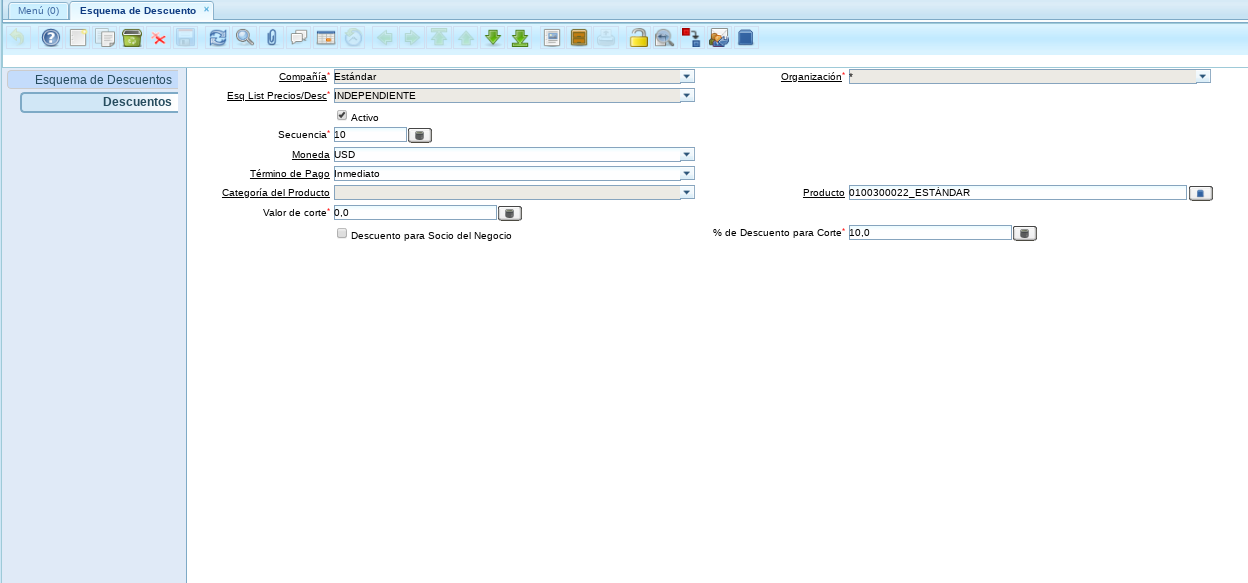 Menú (0) Esquema de Descuento ×
Esquema de Descuentos
Descuentos
Compañía* Estándar Organización* *
Esq List Precios/Desc* INDEPENDIENTE
Activo
Secuencia* 10
Moneda USD
Término de Pago Inmediato
Categoría del Producto Producto 0100300022_ESTÁNDAR
Valor de corte* 0,0
Descuento para Socio del Negocio % de Descuento para Corte* 10,0